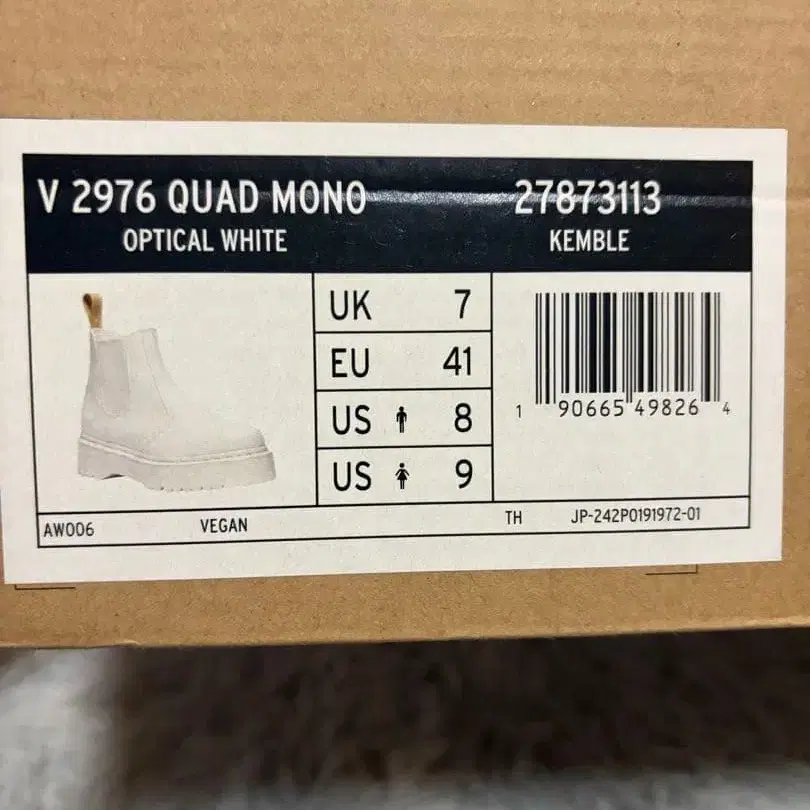 V 2976 QUAD MONO 27873113
OPTICAL WHITE KEMBLE
UK 7
EU 41
US 8
US 9
1 90665 49826 4
AW006 VEGAN TH JP-242P0191972-01